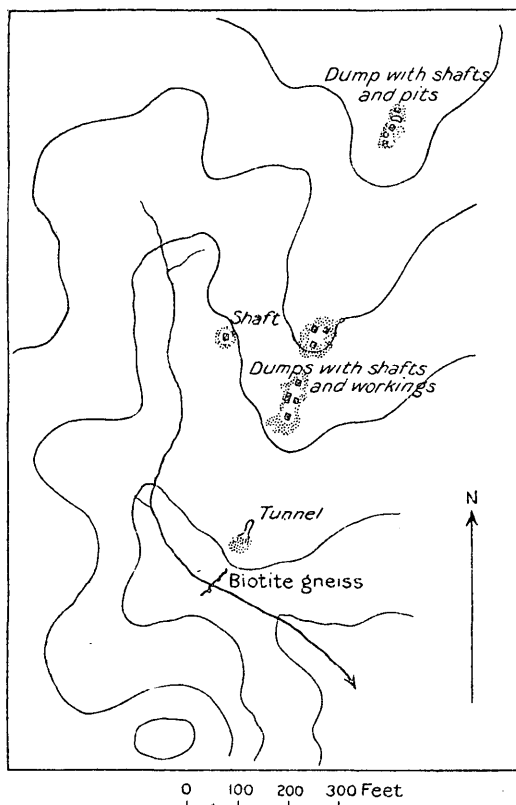 Dump with shafts
and pits
Shaft
Dumps with shafts
and workings
N
Tunnel
Biotite gneiss
0 100 200 300 Feet